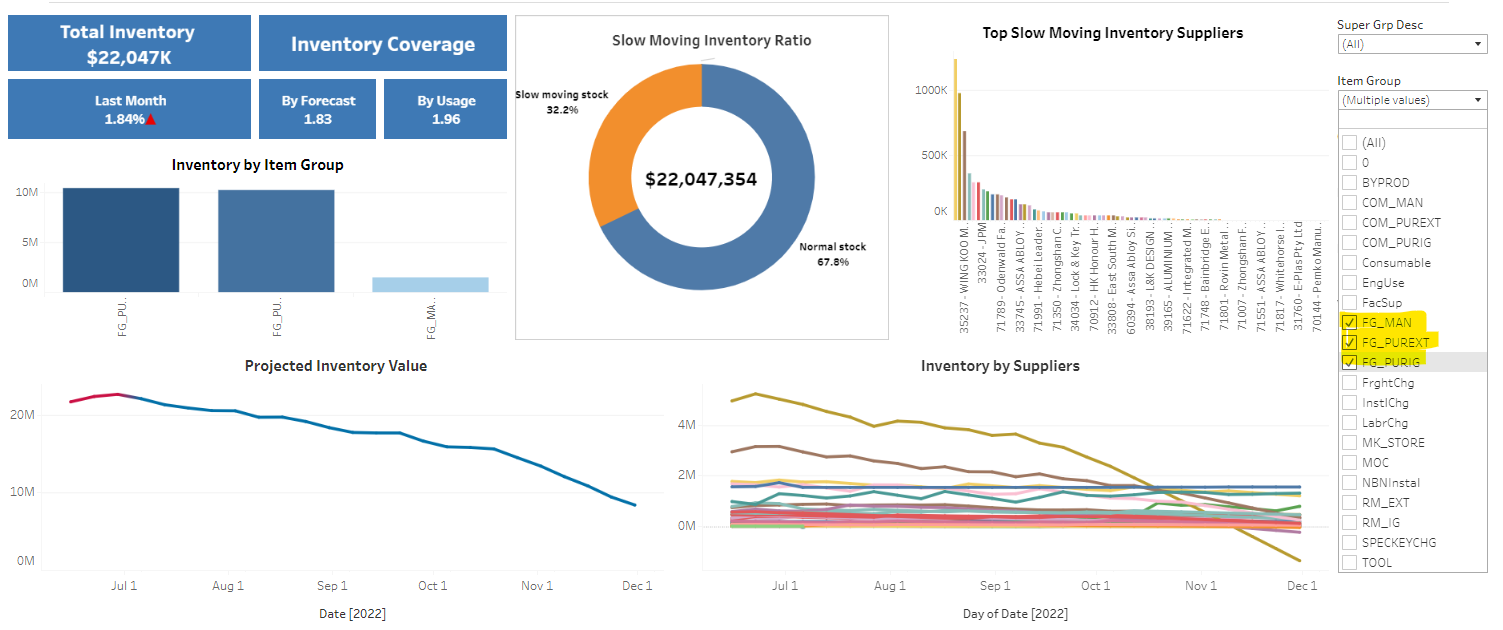 Total Inventory
$22,047K
Inventory Coverage
Last Month
1.84%
By Forecast
1.83
By Usage
1.96
Inventory by Item Group
10M
5M
0M
FG_PU..
FG_PU..
FG_MA..
Slow Moving Inventory Ratio
Slow moving stock
32.2%
$22,047,354
Normal stock
67.8%
Top Slow Moving Inventory Suppliers
1000K
500K
0K
35237 - WING KOO M..
33024 - J PM
71789 - Odenwald Fa..
33745 - ASSA ABLOY ..
71991 - Hebei Leader..
71350 - Zhongshan C..
34034 - Lock & Key Tr..
70912 - HK Honour H..
33808 - East South M..
60394 - Assa Abloy Si..
38193 - L&K DESIGN ..
39165 - ALUMINIUM ..
71622 - Integrated M..
71748 - Bainbridge E..
71801 - Rovin Metal ..
71007 - Zhongshan F..
71551 - ASSA ABLOY..
71817 - Whitehorse I..
31760 - E-Plas Pty Ltd
70144 - Pemko Manu..
Projected Inventory Value
20M
10M
0M
Jul 1
Aug 1
Sep 1
Oct 1
Nov 1
Dec 1
Date [2022]
Inventory by Suppliers
4M
2M
0M
Jul 1
Aug 1
Sep 1
Oct 1
Nov 1
Dec 1
Day of Date [2022]
Super Grp Desc
(All)
Item Group
(Multiple values)
(All)
0
BYPROD
COM_MAN
COM_PUREXT
COM_PURIG
Consumable
EngUse
FacSup
FG_MAN
FG_PUREXT
FG_PURIG
FrghtChg
InstlChg
LabrChg
MK_STORE
MOC
NBNInstal
RM_EXT
RM_IG
SPECKEYCHG
TOOL